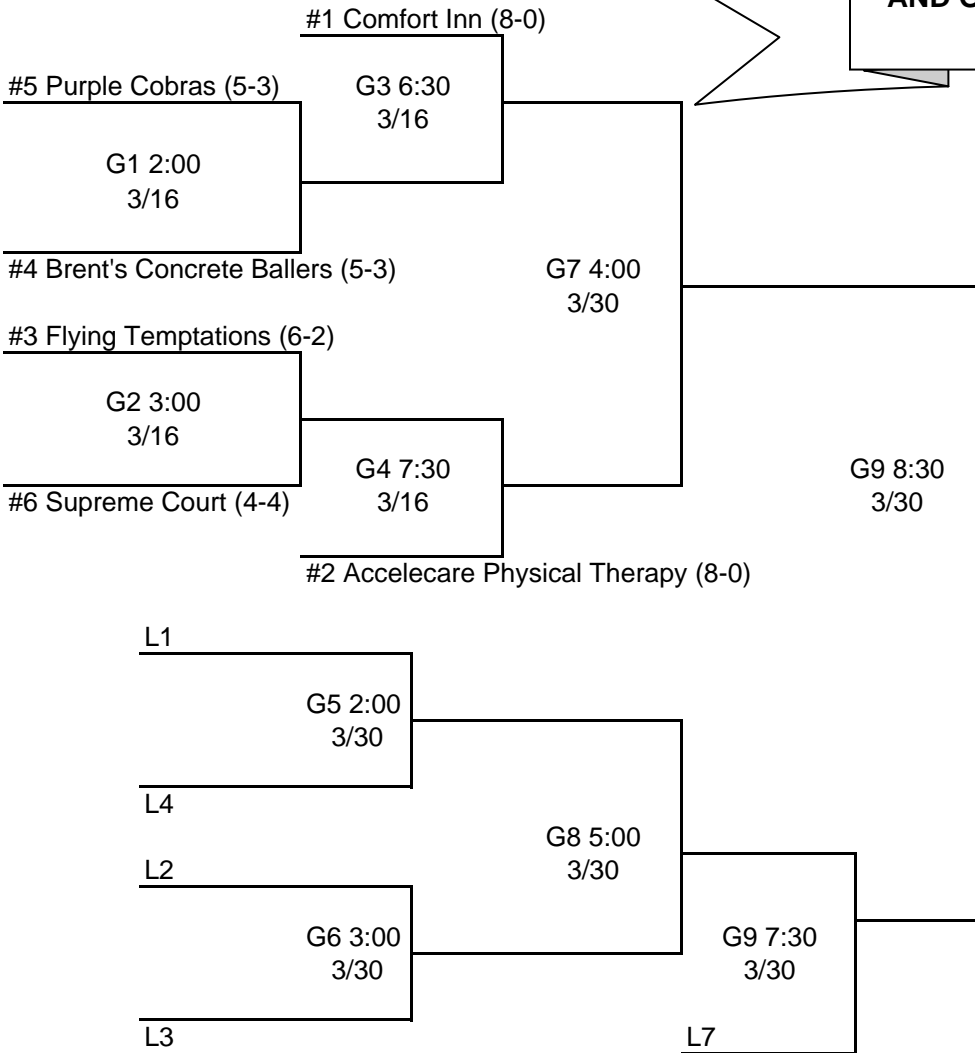 AND
#1 Comfort Inn (8-0)
#5 Purple Cobras (5-3)
G3 6:30
3/16
G1 2:00
3/16
#4 Brent's Concrete Ballers (5-3)
G7 4:00
3/30
#3 Flying Temptations (6-2)
G2 3:00
3/16
G4 7:30
3/16
G9 8:30
3/30
#6 Supreme Court (4-4)
#2 Accelecare Physical Therapy (8-0)
L1
G5 2:00
3/30
L4
G8 5:00
3/30
L2
G6 3:00
3/30
G9 7:30
3/30
L3
L7